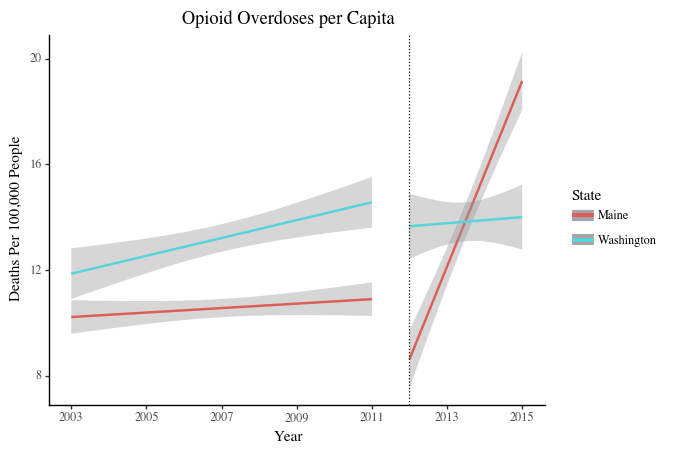 Opioid Overdoses per Capita
Deaths Per 100,000 People
20
16
12
8
2003 2005 2007 2009 2011 2013 2015
Year
State
Maine
Washington